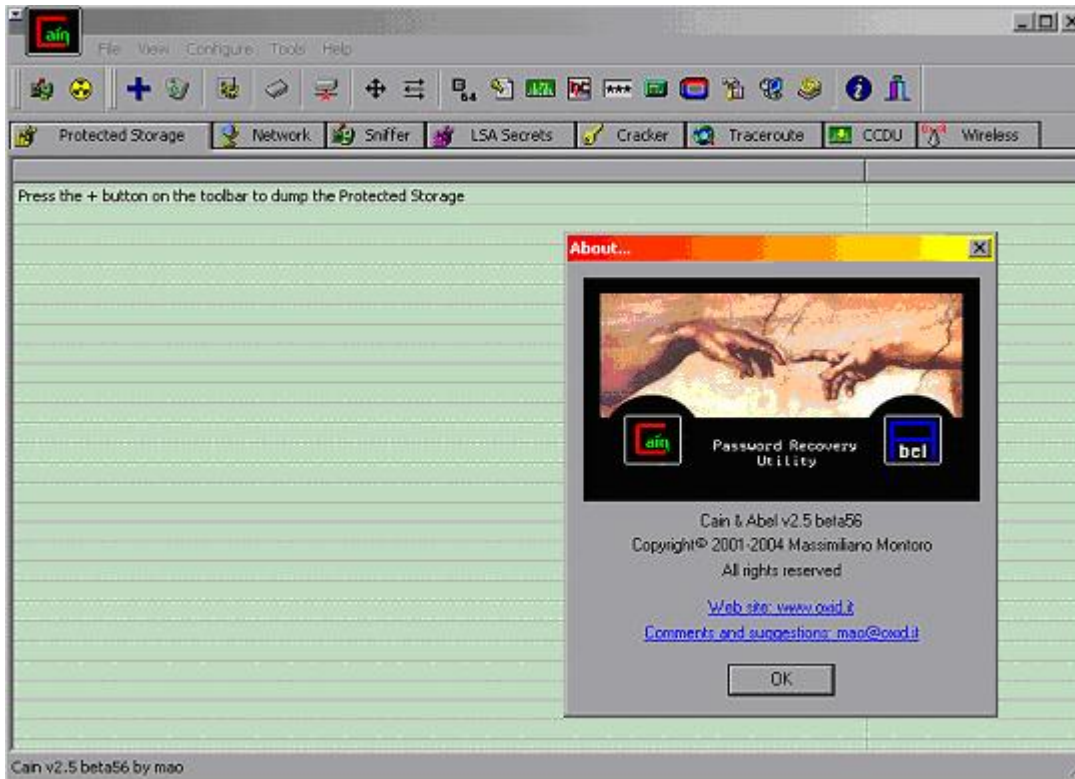 Cain
File View Configure Tools Help
B64
***
Protected Storage Network Sniffer LSA Secrets Cracker Traceroute CCDU Wireless
Press the + button on the toolbar to dump the Protected Storage
About...
Cain
Password Recovery
Utility
bel
Cain & Abel v2.5 beta56
Copyright© 2001-2004 Massimiliano Montoro
All rights reserved
Web site: www.oxid.it
Comments and suggestions: mao@oxid.it
OK
Cain v2.5 beta56 by mao